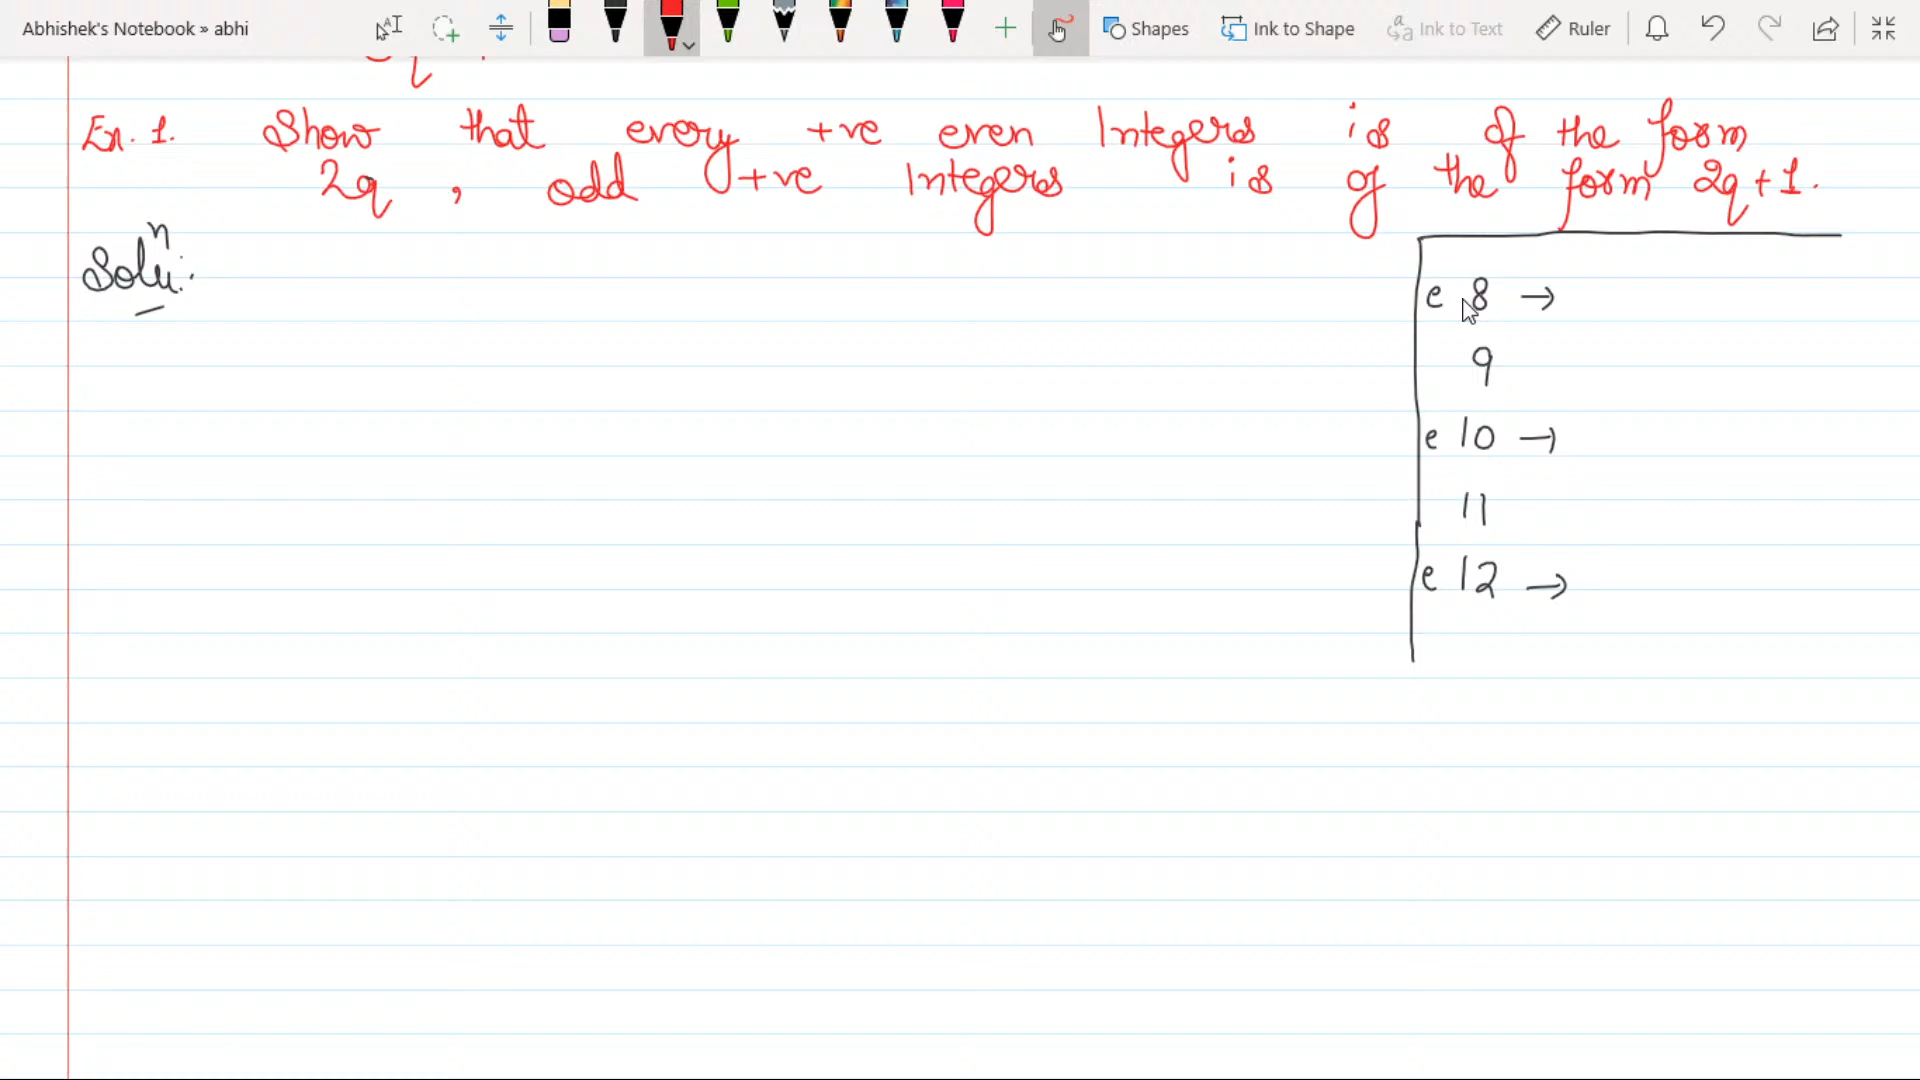 Abhishek's Notebook » abhi
Shapes
Ink to Shape
Ink to Text
Ruler
Ex. 1. Show that every +ve even Integers is of the form
2q , odd +ve Integers is of the form 2q + 1.
Soluⁿ:
e 8 →
9
e 10 →
11
e 12 →